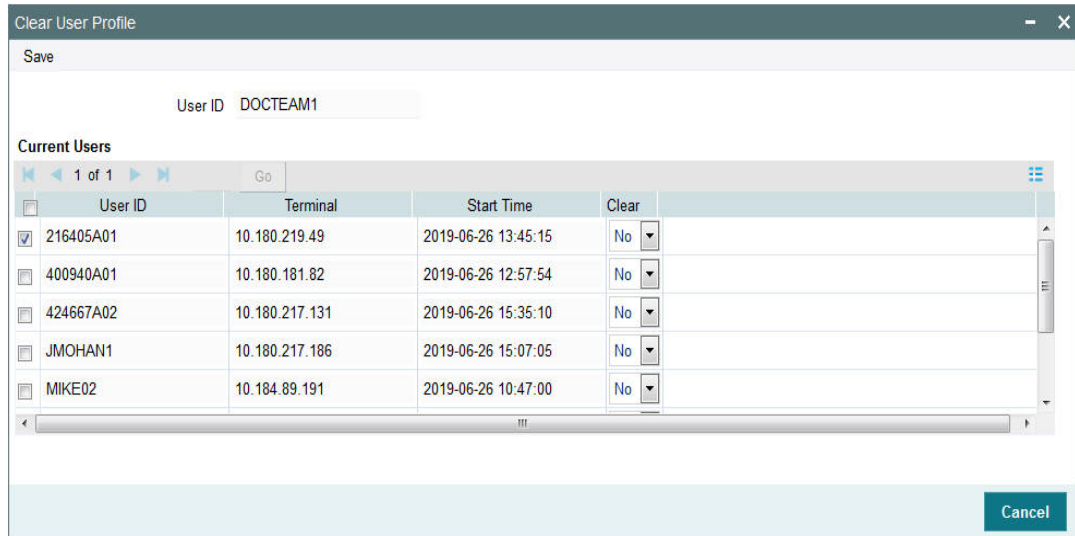 Clear User Profile
Save
User ID DOCTEAM1
Current Users
1 of 1 Go
User ID Terminal Start Time Clear
216405A01 10.180.219.49 2019-06-26 13:45:15 No
400940A01 10.180.181.82 2019-06-26 12:57:54 No
424667A02 10.180.217.131 2019-06-26 15:35:10 No
JMOHAN1 10.180.217.186 2019-06-26 15:07:05 No
MIKE02 10.184.89.191 2019-06-26 10:47:00 No
Cancel